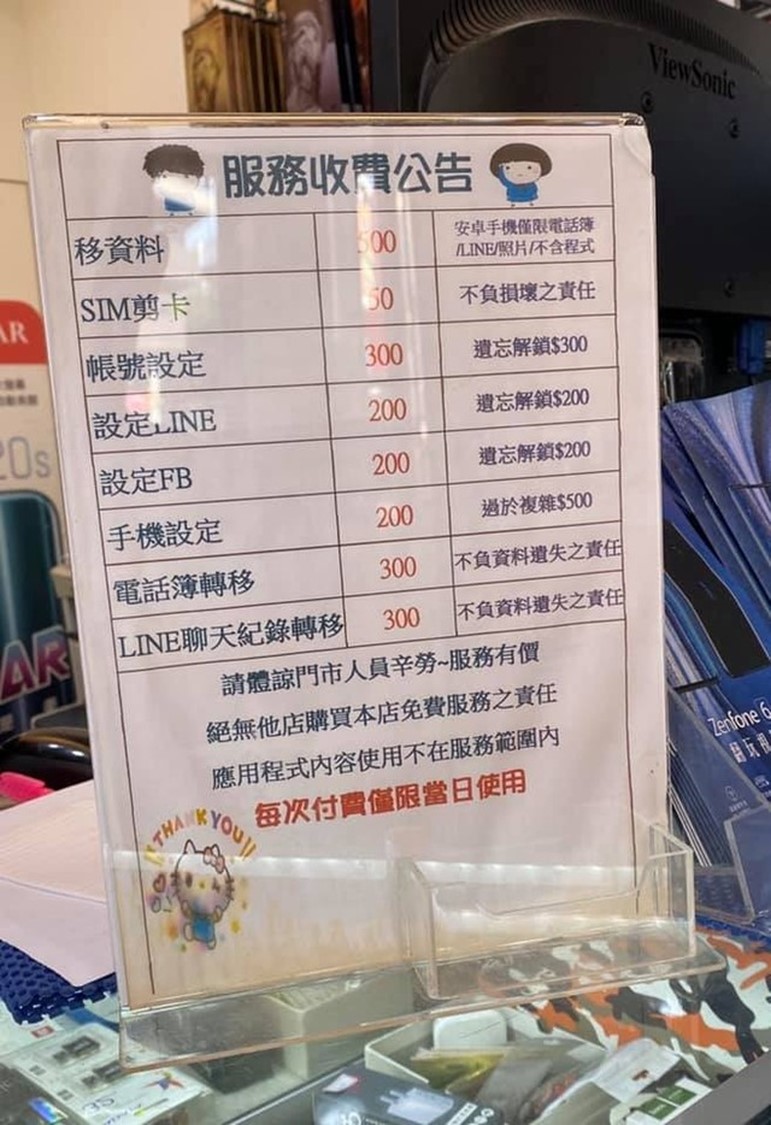 ViewSonic
服務收費公告
移資料 500 安卓手機僅限電話簿
/LINE/照片/不含程式
SIM剪卡 50 不負損壞之責任
帳號設定 300 遺忘解鎖$300
設定LINE 200 遺忘解鎖$200
設定FB 200 遺忘解鎖$200
手機設定 200 過於複雜$500
電話簿轉移 300 不負資料遺失之責任
LINE聊天紀錄轉移 300 不負資料遺失之責任
請體諒門市人員辛勞~服務有價
絕無他店購買本店免費服務之責任
應用程式內容使用不在服務範圍內
每次付費僅限當日使用
THANK YOU!!
AR
20s
AR
Zenfone 6
翻玩視